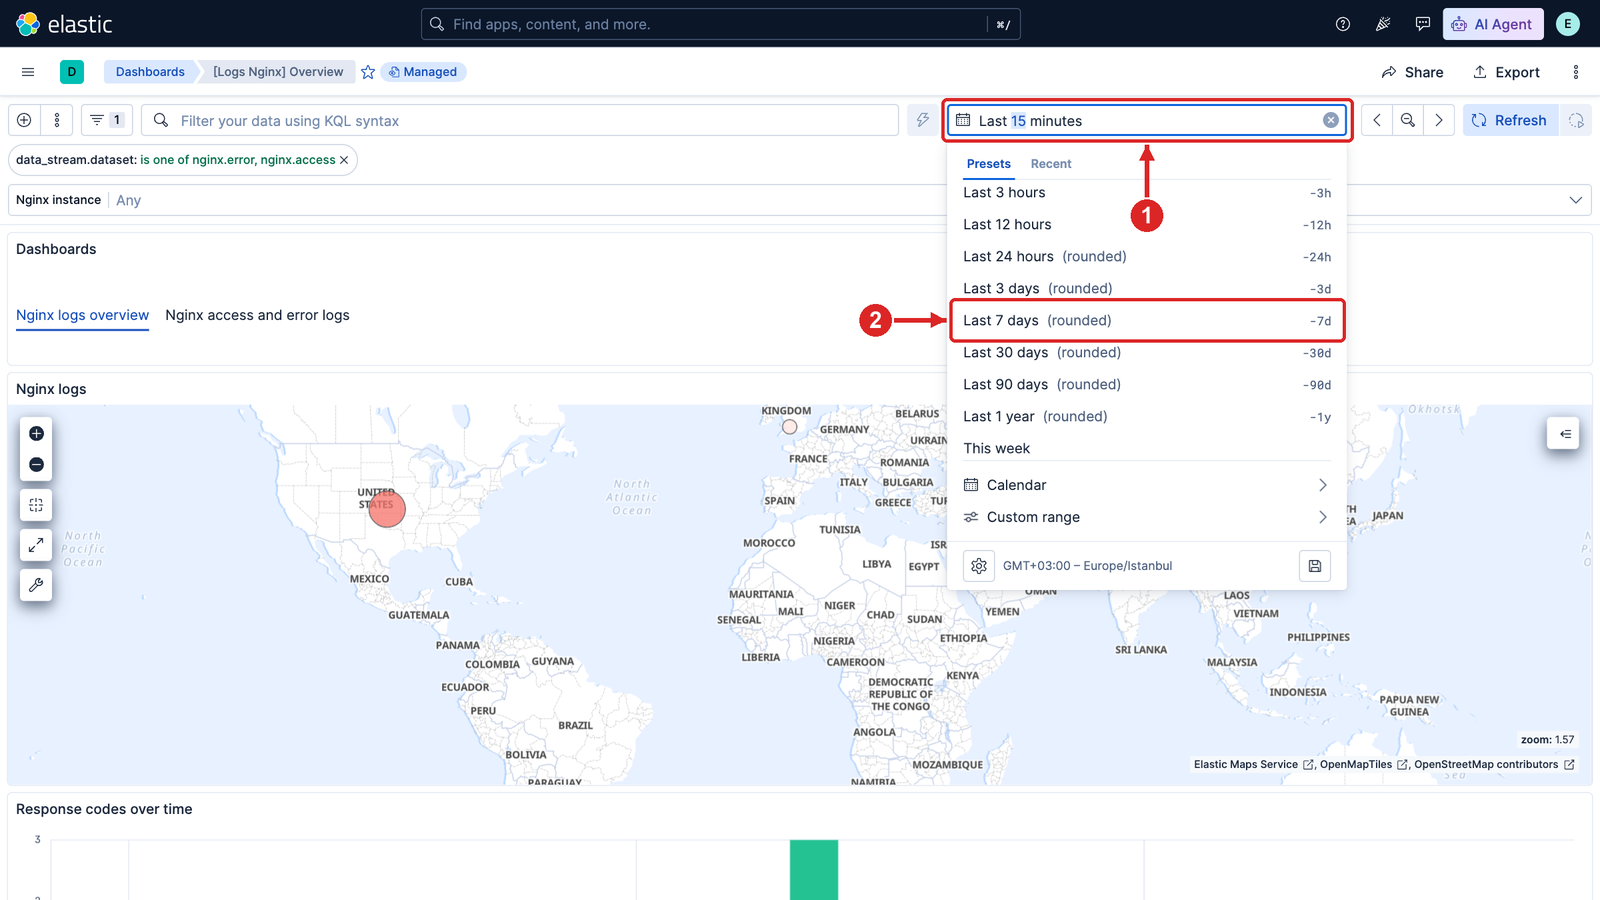 elastic
Find apps, content, and more.
⌘/
AI Agent
E
D
Dashboards
[Logs Nginx] Overview
Managed
Share
Export
1
Filter your data using KQL syntax
Last 15 minutes
Refresh
data_stream.dataset: is one of nginx.error, nginx.access
Nginx instance
Any
Presets
Recent
Last 3 hours -3h
1
Last 12 hours -12h
Last 24 hours (rounded) -24h
Last 3 days (rounded) -3d
2
Last 7 days (rounded) -7d
Last 30 days (rounded) -30d
Last 90 days (rounded) -90d
Last 1 year (rounded) -1y
This week
Calendar
Custom range
GMT+03:00 – Europe/Istanbul
Dashboards
Nginx logs overview
Nginx access and error logs
Nginx logs
KINGDOM
BELARUS
Okhotsk
GERMANY
UKRAIN
FRANCE
ROMANIA
ITALY
BULGARIA
UNITED
STATES
North
Atlantic
Ocean
SPAIN
GREECE
TUR
JAPAN
TUNISIA
North
Pacific
Ocean
MOROCCO
ISR
LIBYA
EGYPT
MEXICO
CUBA
OMAN
LAOS
MAURITANIA
MALI
NIGER
CHAD
SUDAN
YEMEN
VIETNAM
GUATEMALA
SENEGAL
PHILIPPINES
PANAMA
NIGERIA
ETHIOPIA
SRI LANKA
COLOMBIA
GUYANA
LIBERIA
CAMEROON
MALAYSIA
ECUADOR
KENYA
DEMOCRATIC
REPUBLIC OF
THE CONGO
INDONESIA
PERU
PAPUA NEW
GUINEA
BRAZIL
ANGOLA
BOLIVIA
MOZAMBIQUE
PARAGUAY
NAMIBIA
zoom: 1.57
Elastic Maps Service , OpenMapTiles , OpenStreetMap contributors
Sea
Response codes over time
3
2